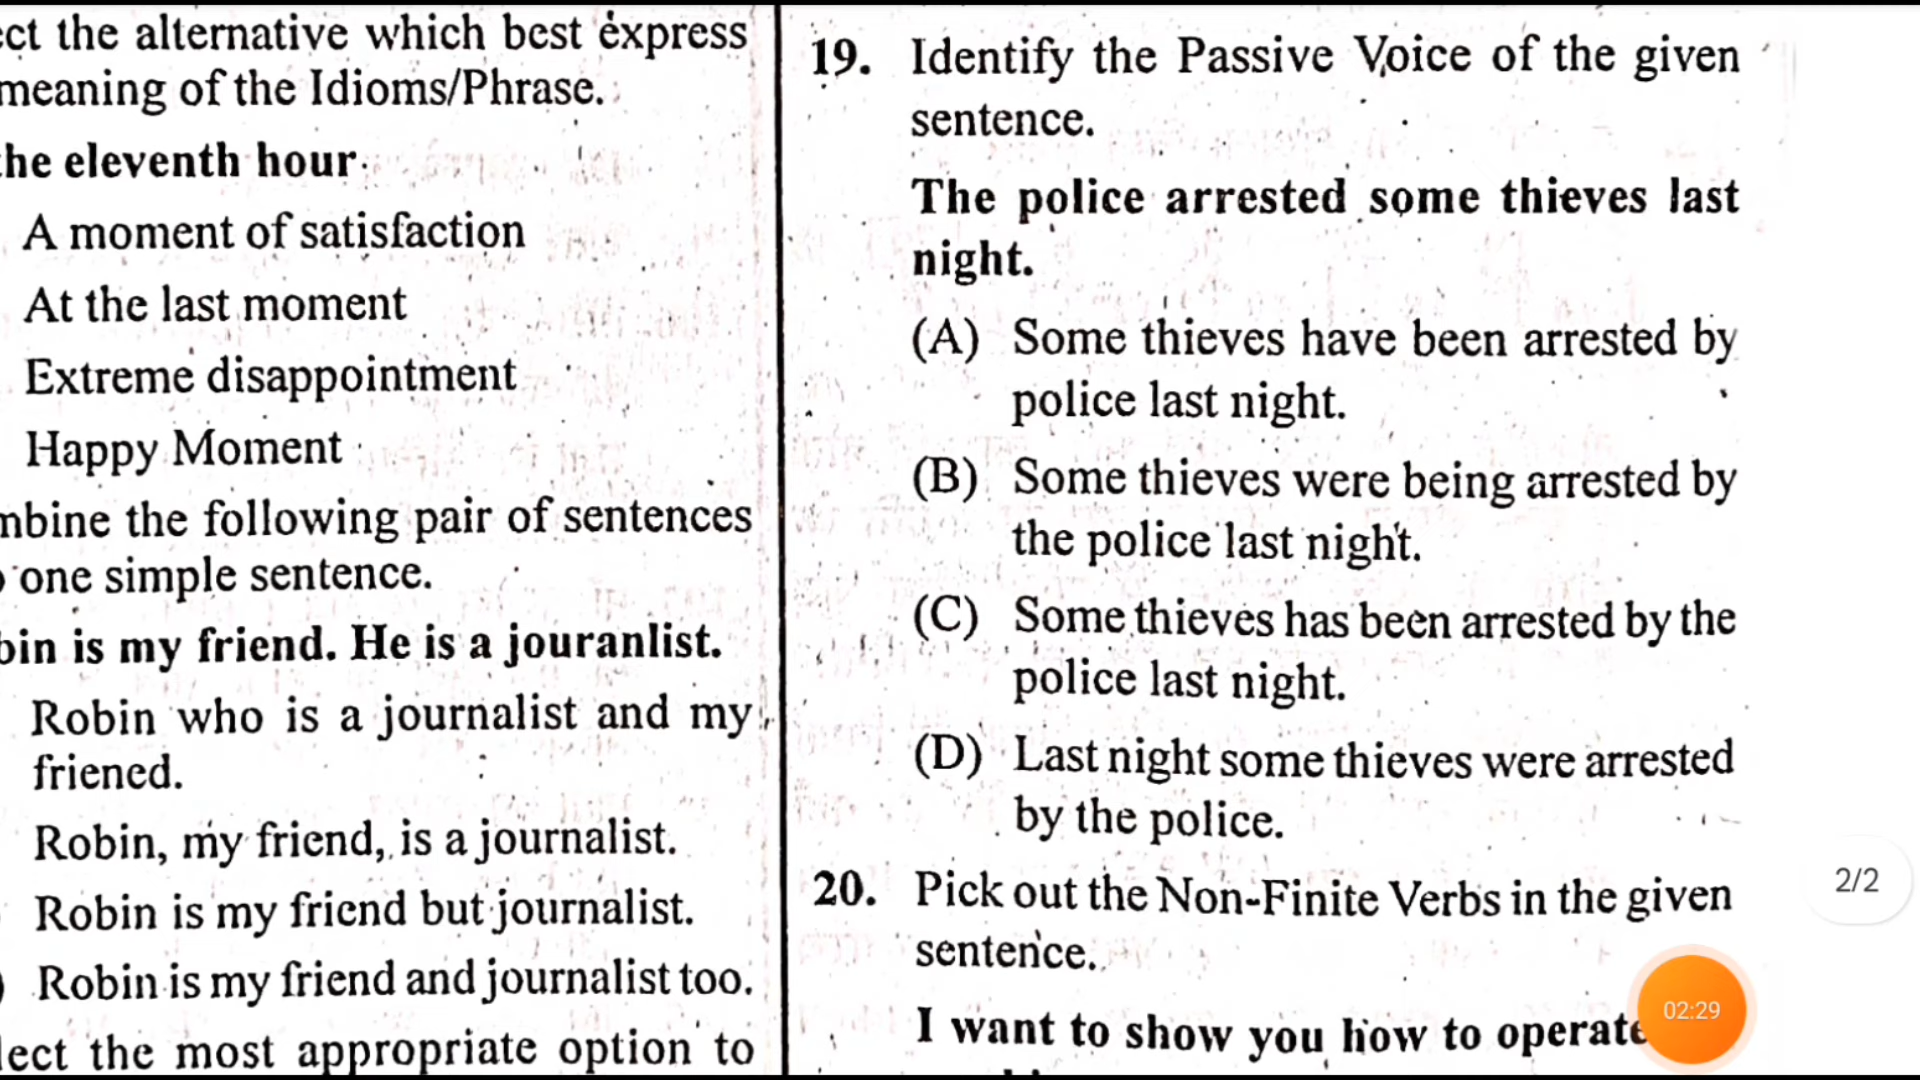 ct the alternative which best express
meaning of the Idioms/Phrase.
he eleventh hour
A moment of satisfaction
At the last moment
Extreme disappointment
Happy Moment
mbine the following pair of sentences
one simple sentence.
bin is my friend. He is a jouranlist.
Robin who is a journalist and my
friened.
Robin, my friend, is a journalist.
Robin is my friend but journalist.
Robin is my friend and journalist too.
lect the most appropriate option to
19. Identify the Passive Voice of the given
sentence.
The police arrested some thieves last
night.
(A) Some thieves have been arrested by
police last night.
(B) Some thieves were being arrested by
the police last night.
(C) Some thieves has been arrested by the
police last night.
(D) Last night some thieves were arrested
by the police.
20. Pick out the Non-Finite Verbs in the given
sentence.
I want to show you how to operate
2/2
02:29